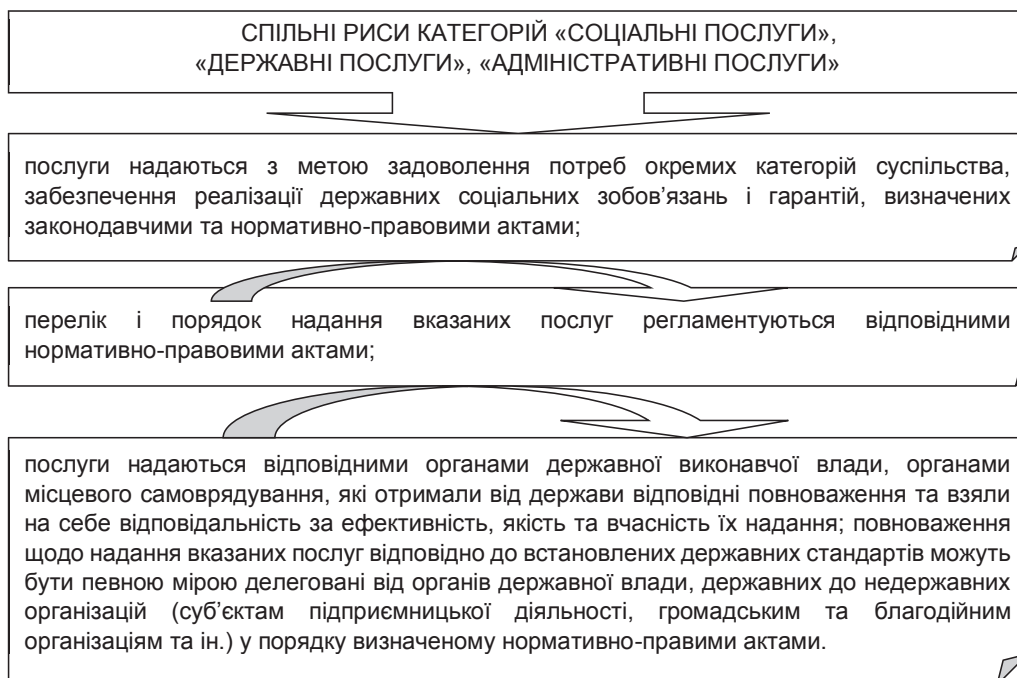 СПІЛЬНІ РИСИ КАТЕГОРІЙ «СОЦІАЛЬНІ ПОСЛУГИ»,
«ДЕРЖАВНІ ПОСЛУГИ», «АДМІНІСТРАТИВНІ ПОСЛУГИ»
послуги надаються з метою задоволення потреб окремих категорій суспільства,
забезпечення реалізації державних соціальних зобов’язань і гарантій, визначених
законодавчими та нормативно-правовими актами;
перелік і порядок надання вказаних послуг регламентуються відповідними
нормативно-правовими актами;
послуги надаються відповідними органами державної виконавчої влади, органами
місцевого самоврядування, які отримали від держави відповідні повноваження та взяли
на себе відповідальність за ефективність, якість та вчасність їх надання; повноваження
щодо надання вказаних послуг відповідно до встановлених державних стандартів можуть
бути певною мірою делеговані від органів державної влади, державних до недержавних
організацій (суб’єктам підприємницької діяльності, громадським та благодійним
організаціям та ін.) у порядку визначеному нормативно-правими актами.